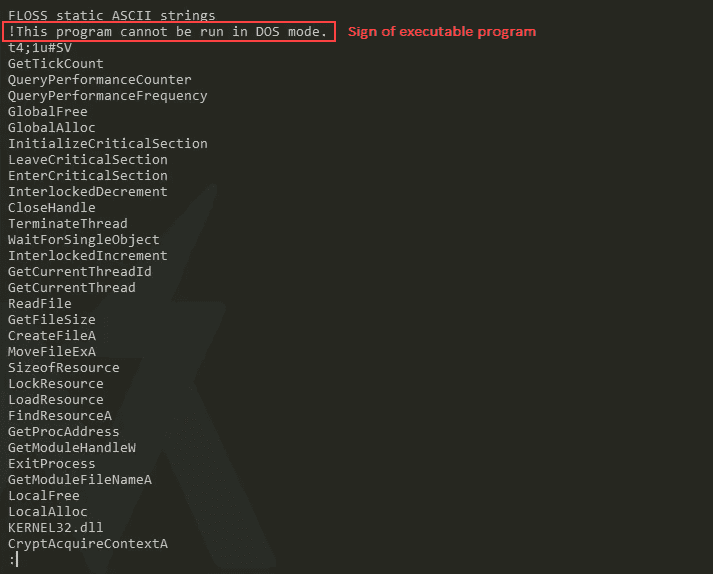 FLOSS static ASCII strings
!This program cannot be run in DOS mode. Sign of executable program
t4;1u#SV
GetTickCount
QueryPerformanceCounter
QueryPerformanceFrequency
GlobalFree
GlobalAlloc
InitializeCriticalSection
LeaveCriticalSection
EnterCriticalSection
InterlockedDecrement
CloseHandle
TerminateThread
WaitForSingleObject
InterlockedIncrement
GetCurrentThreadId
GetCurrentThread
ReadFile
GetFileSize
CreateFileA
MoveFileExA
SizeofResource
LockResource
LoadResource
FindResourceA
GetProcAddress
GetModuleHandleW
ExitProcess
GetModuleFileNameA
LocalFree
LocalAlloc
KERNEL32.dll
CryptAcquireContextA
: